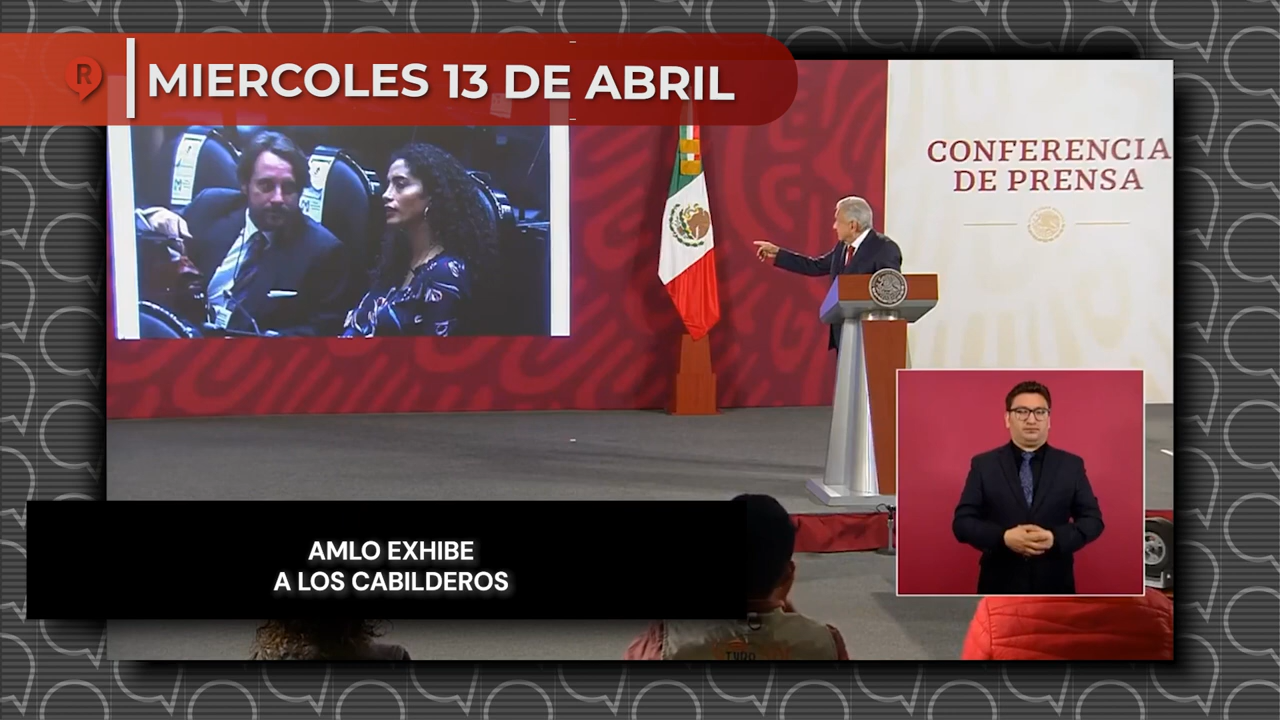 R
MIERCOLES 13 DE ABRIL
CONFERENCIA
DE PRENSA
AMLO EXHIBE
A LOS CABILDEROS